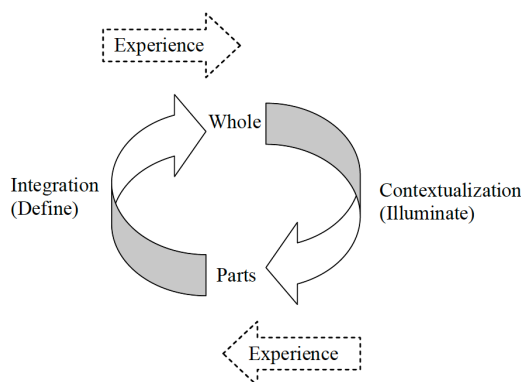 Experience
Whole
Integration
(Define)
Contextualization
(Illuminate)
Parts
Experience